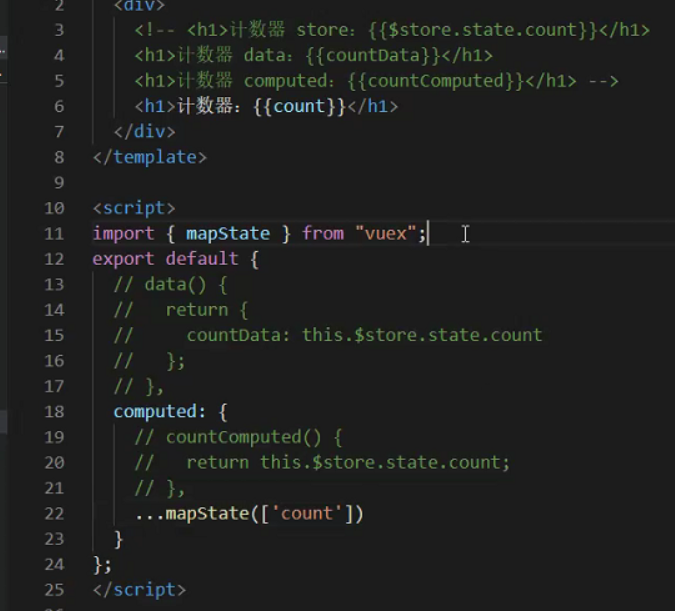 2 <div>
3 <!-- <h1>计数器 store：{{$store.state.count}}</h1>
4 <h1>计数器 data：{{countData}}</h1>
5 <h1>计数器 computed：{{countComputed}}</h1> -->
6 <h1>计数器：{{count}}</h1>
7 </div>
8 </template>
9
10 <script>
11 import { mapState } from "vuex";
12 export default {
13 // data() {
14 //   return {
15 //     countData: this.$store.state.count
16 //   };
17 // },
18 computed: {
19 // countComputed() {
20 //   return this.$store.state.count;
21 // },
22 ...mapState(['count'])
23 }
24 };
25 </script>